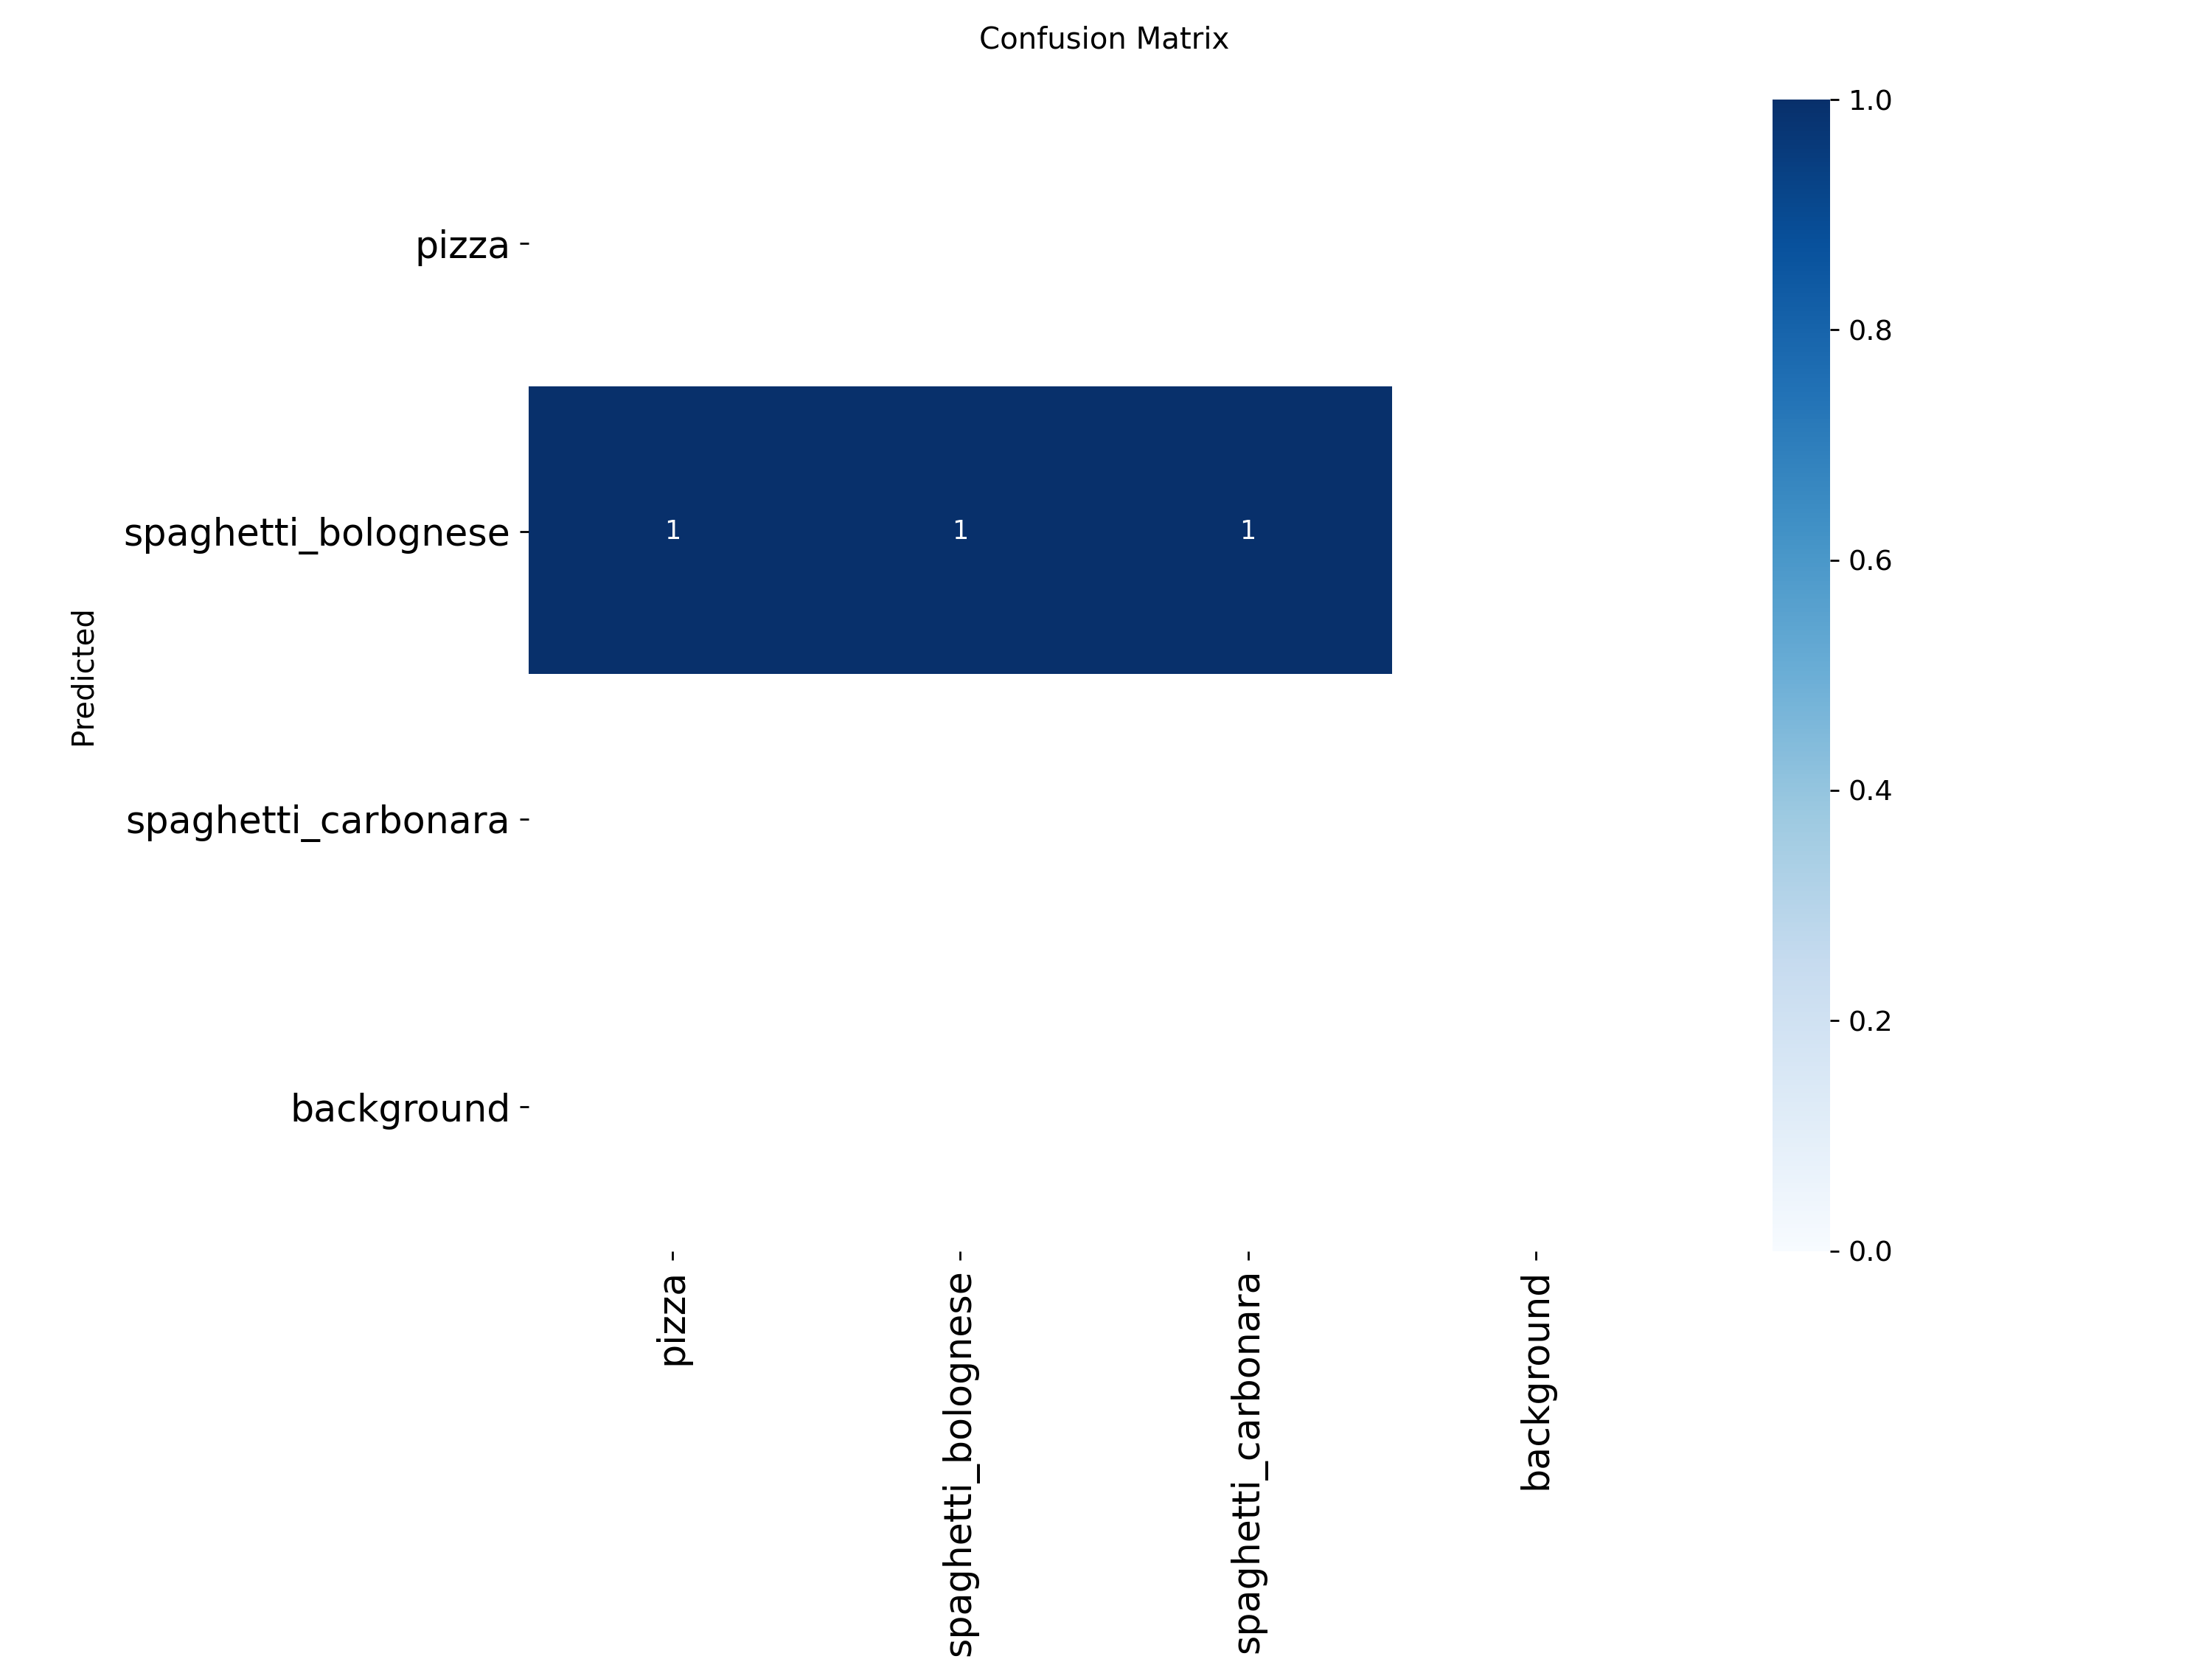 Confusion Matrix
1.0
pizza
0.8
spaghetti_bolognese
1 1 1
0.6
Predicted
spaghetti_carbonara
0.4
background
0.2
0.0
pizza
spaghetti_bolognese
spaghetti_carbonara
background